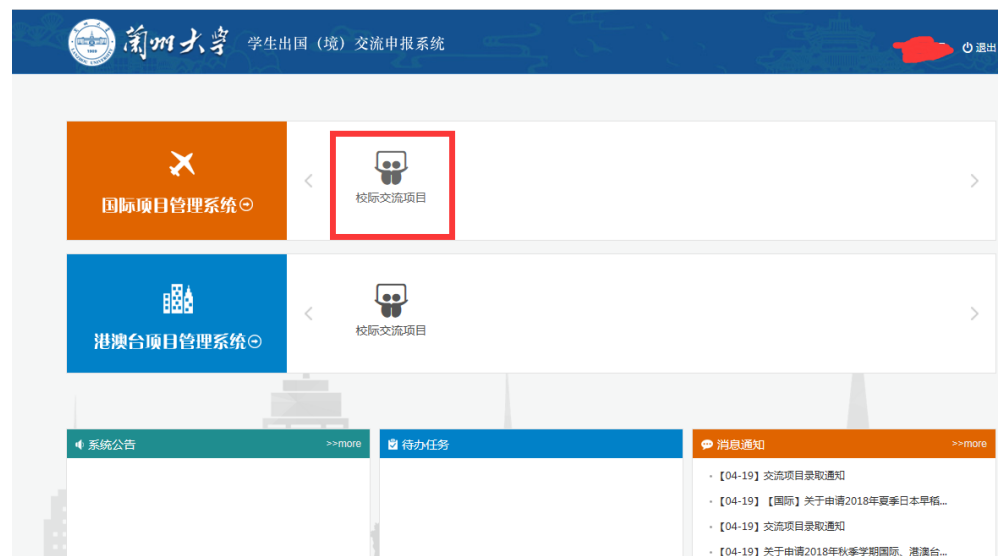 兰州大学 学生出国（境）交流申报系统
退出
国际项目管理系统
校际交流项目
港澳台项目管理系统
校际交流项目
系统公告 >>more
待办任务
消息通知 >>more
【04-19】交流项目录取通知
【04-19】【国际】关于申请2018年夏季日本早稻...
【04-19】交流项目录取通知
【04-19】关于申请2018年秋季学期国际、港澳台...